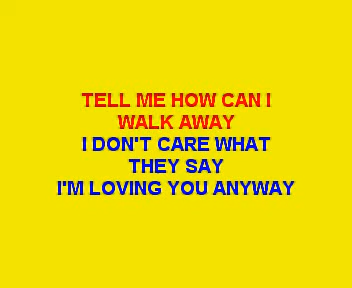 TELL ME HOW CAN I
WALK AWAY
I DON'T CARE WHAT
THEY SAY
I'M LOVING YOU ANYWAY